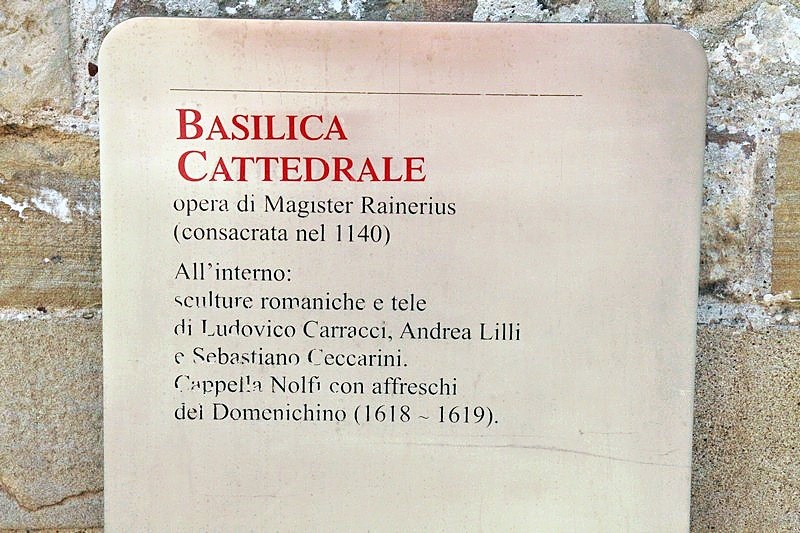 BASILICA
CATTEDRALE
opera di Magister Rainerius
(consacrata nel 1140)
All'interno:
sculture romaniche e tele
di Ludovico Carracci, Andrea Lilli
e Sebastiano Ceccarini.
Cappella Nolfi con affreschi
del Domenichino (1618 ~ 1619).